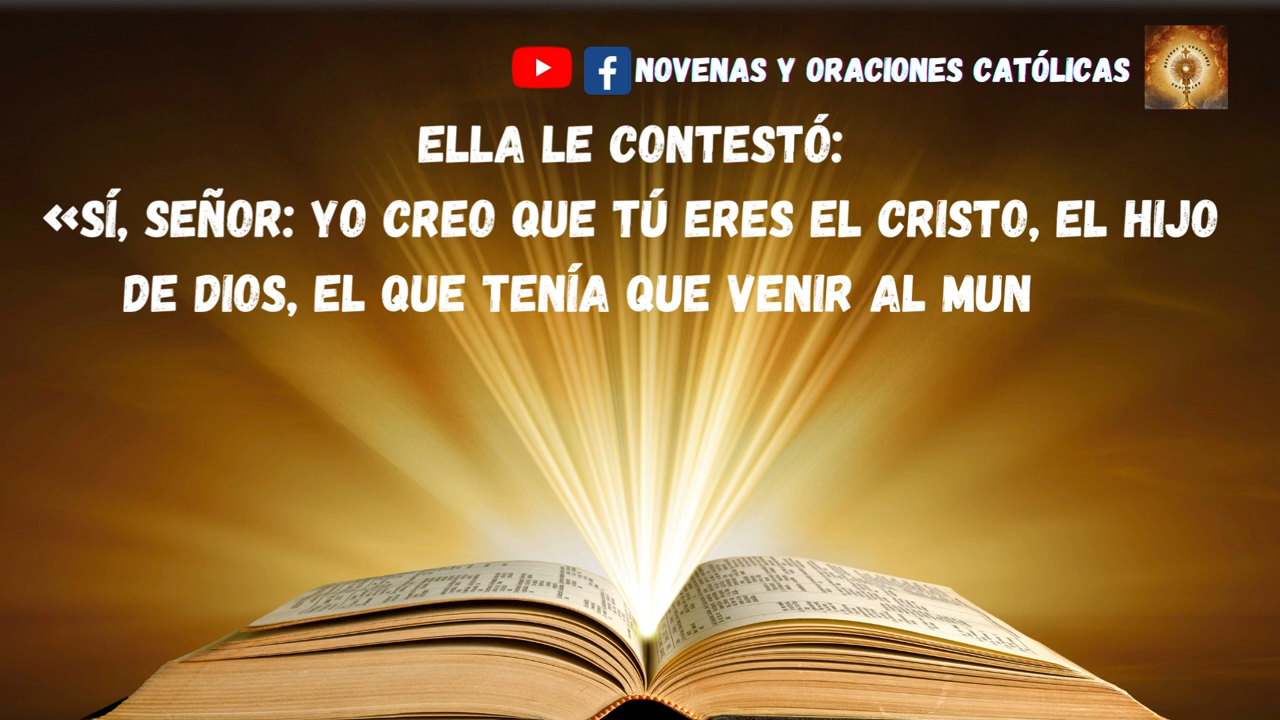 NOVENAS Y ORACIONES CATÓLICAS
ELLA LE CONTESTÓ:
«SÍ, SEÑOR: YO CREO QUE TÚ ERES EL CRISTO, EL HIJO
DE DIOS, EL QUE TENÍA QUE VENIR AL MUN